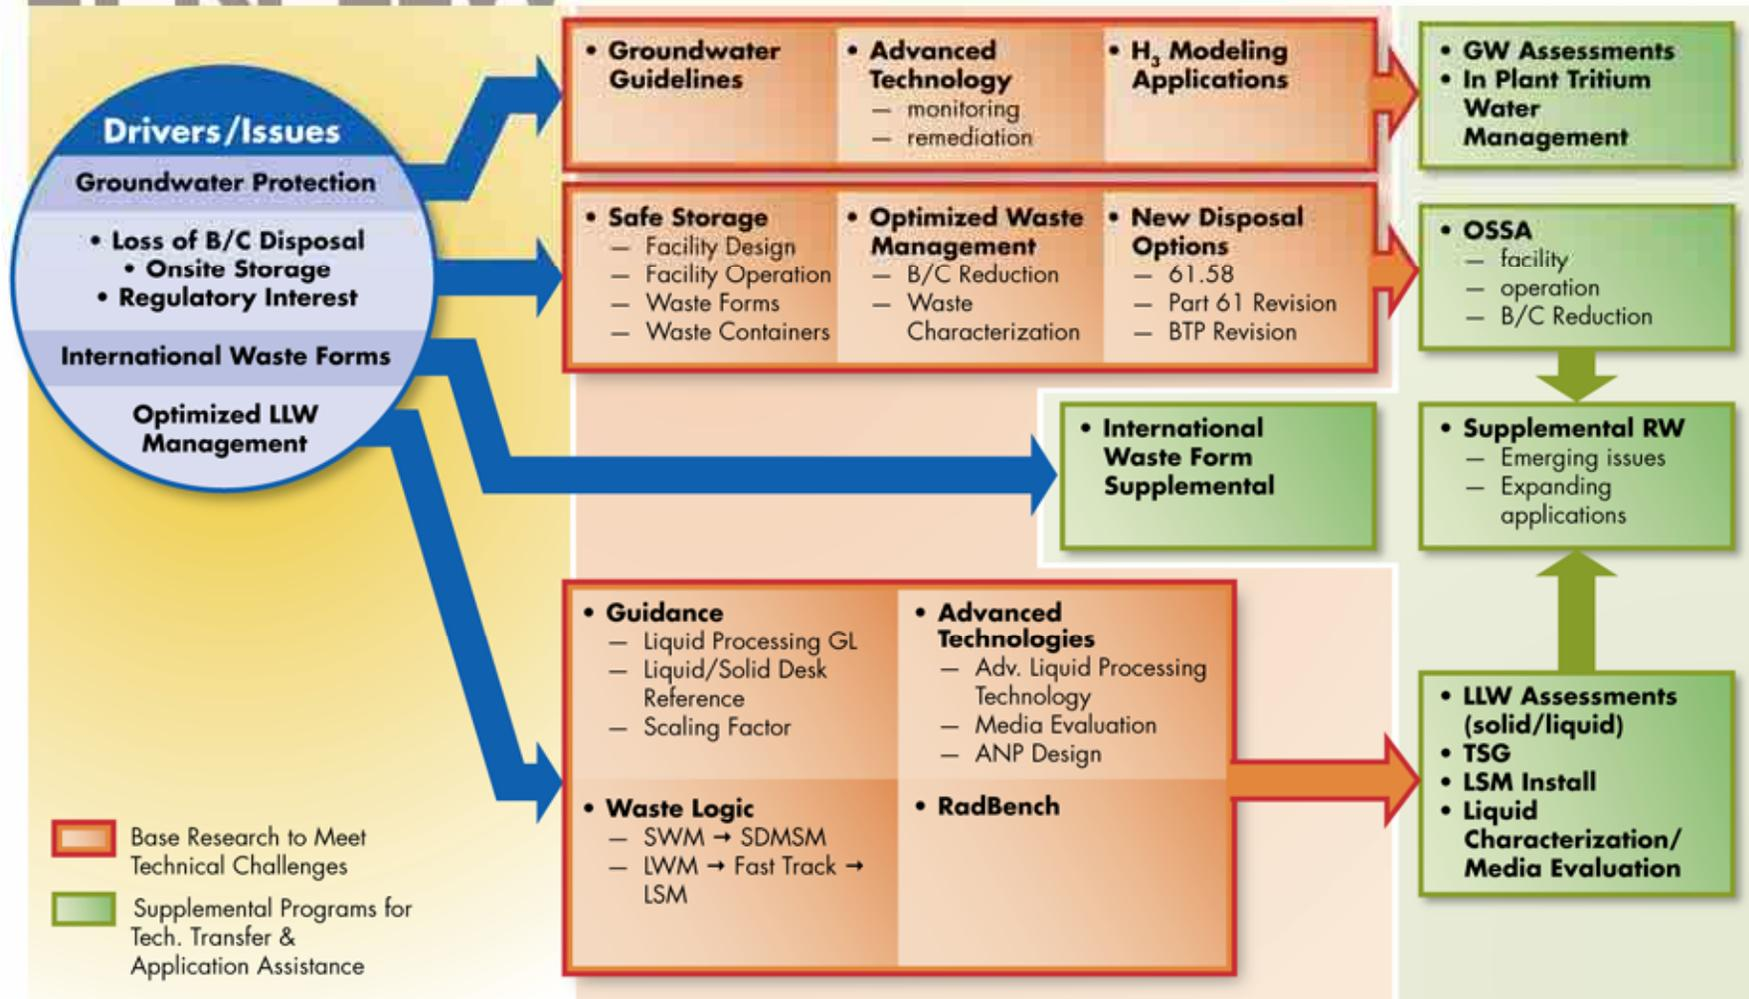 Drivers/Issues
Groundwater Protection
• Loss of B/C Disposal
• Onsite Storage
• Regulatory Interest
International Waste Forms
Optimized LLW
Management
• Groundwater
Guidelines
• Advanced
Technology
— monitoring
— remediation
• H3 Modeling
Applications
• GW Assessments
• In Plant Tritium
Water
Management
• Safe Storage
— Facility Design
— Facility Operation
— Waste Forms
— Waste Containers
• Optimized Waste
Management
— B/C Reduction
— Waste
Characterization
• New Disposal
Options
— 61.58
— Part 61 Revision
— BTP Revision
• OSSA
— facility
— operation
— B/C Reduction
• International
Waste Form
Supplemental
• Supplemental RW
— Emerging issues
— Expanding
applications
• Guidance
— Liquid Processing GL
— Liquid/Solid Desk
Reference
— Scaling Factor
• Advanced
Technologies
— Adv. Liquid Processing
Technology
— Media Evaluation
— ANP Design
• Waste Logic
— SWM → SDMSM
— LWM → Fast Track →
LSM
• RadBench
• LLW Assessments
(solid/liquid)
• TSG
• LSM Install
• Liquid
Characterization/
Media Evaluation
Base Research to Meet
Technical Challenges
Supplemental Programs for
Tech. Transfer &
Application Assistance